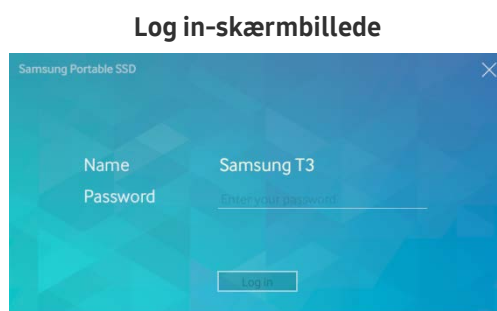 Log in-skærmbillede
Samsung Portable SSD
Name Samsung T3
Password Enter your password
Log in